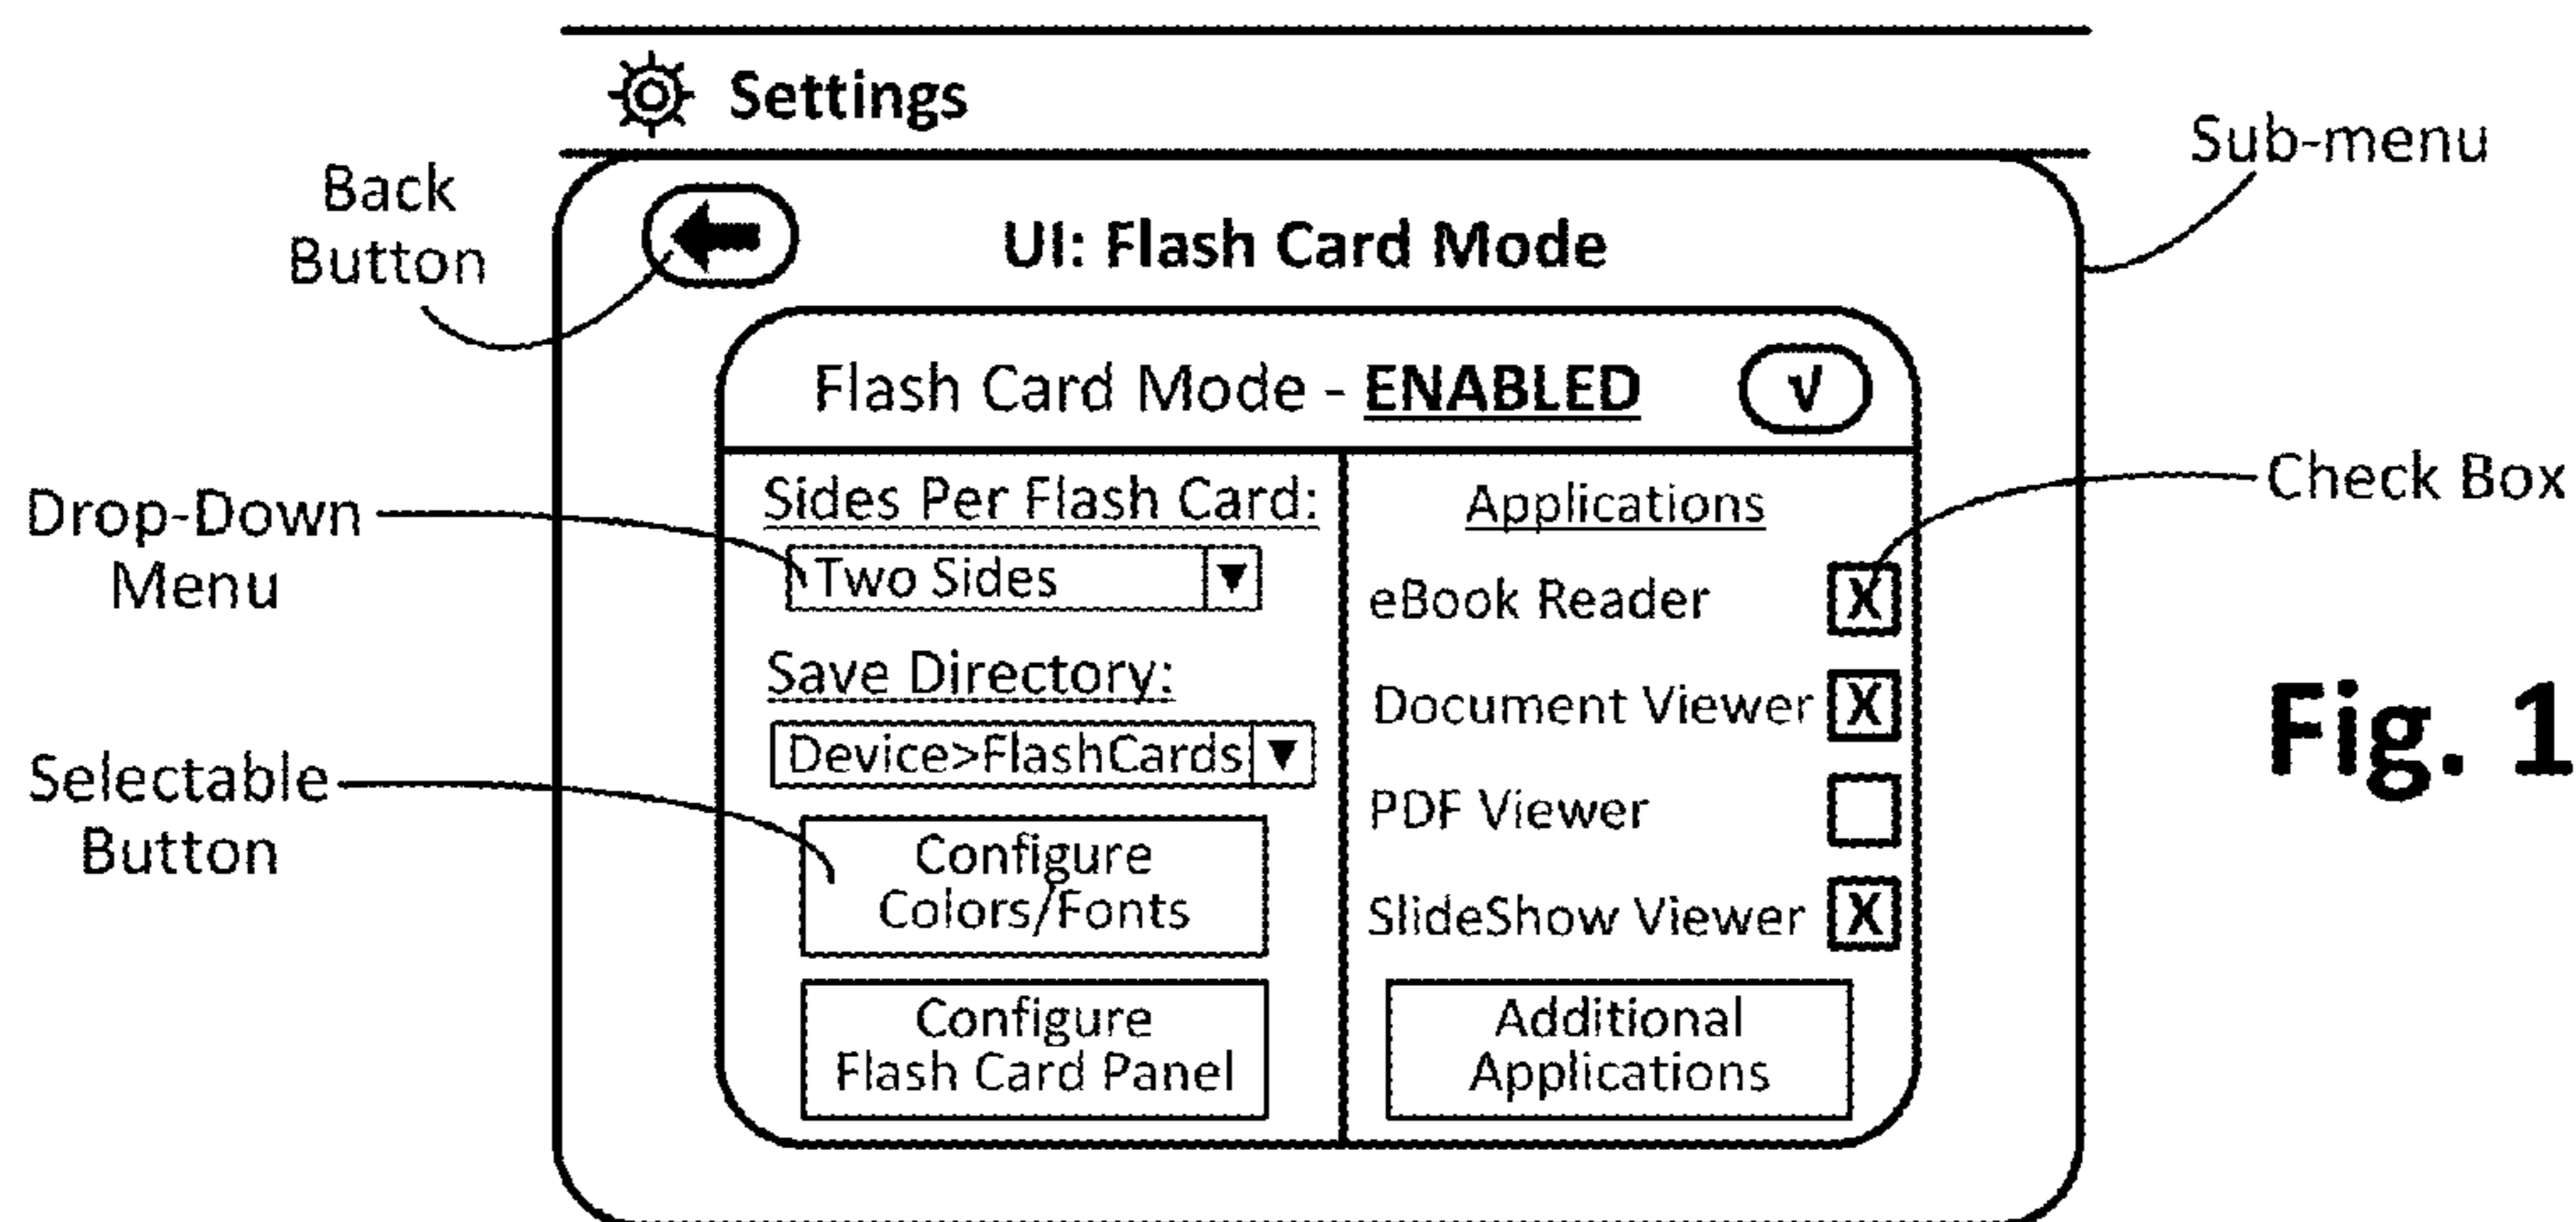 Settings
Sub-menu
Back
Button
UI: Flash Card Mode
Flash Card Mode - ENABLED
√
Drop-Down
Menu
Sides Per Flash Card:
Two Sides
Save Directory:
Device>FlashCards
Selectable
Button
Configure
Colors/Fonts
Configure
Flash Card Panel
Applications
Check Box
eBook Reader X
Document Viewer X
PDF Viewer
SlideShow Viewer X
Additional
Applications
Fig. 1